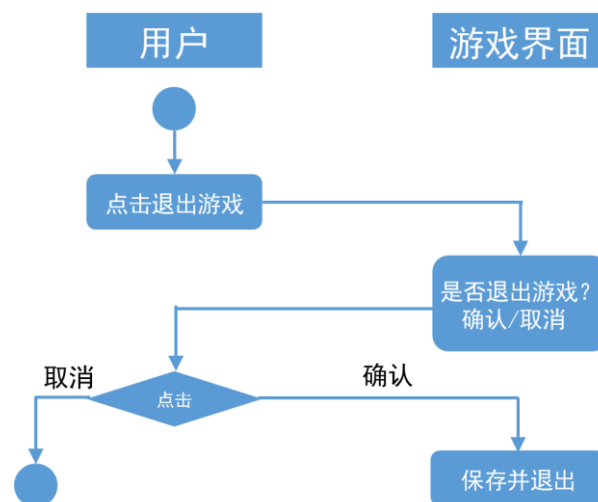 用户
游戏界面
点击退出游戏
是否退出游戏？
确认/取消
取消
点击
确认
保存并退出